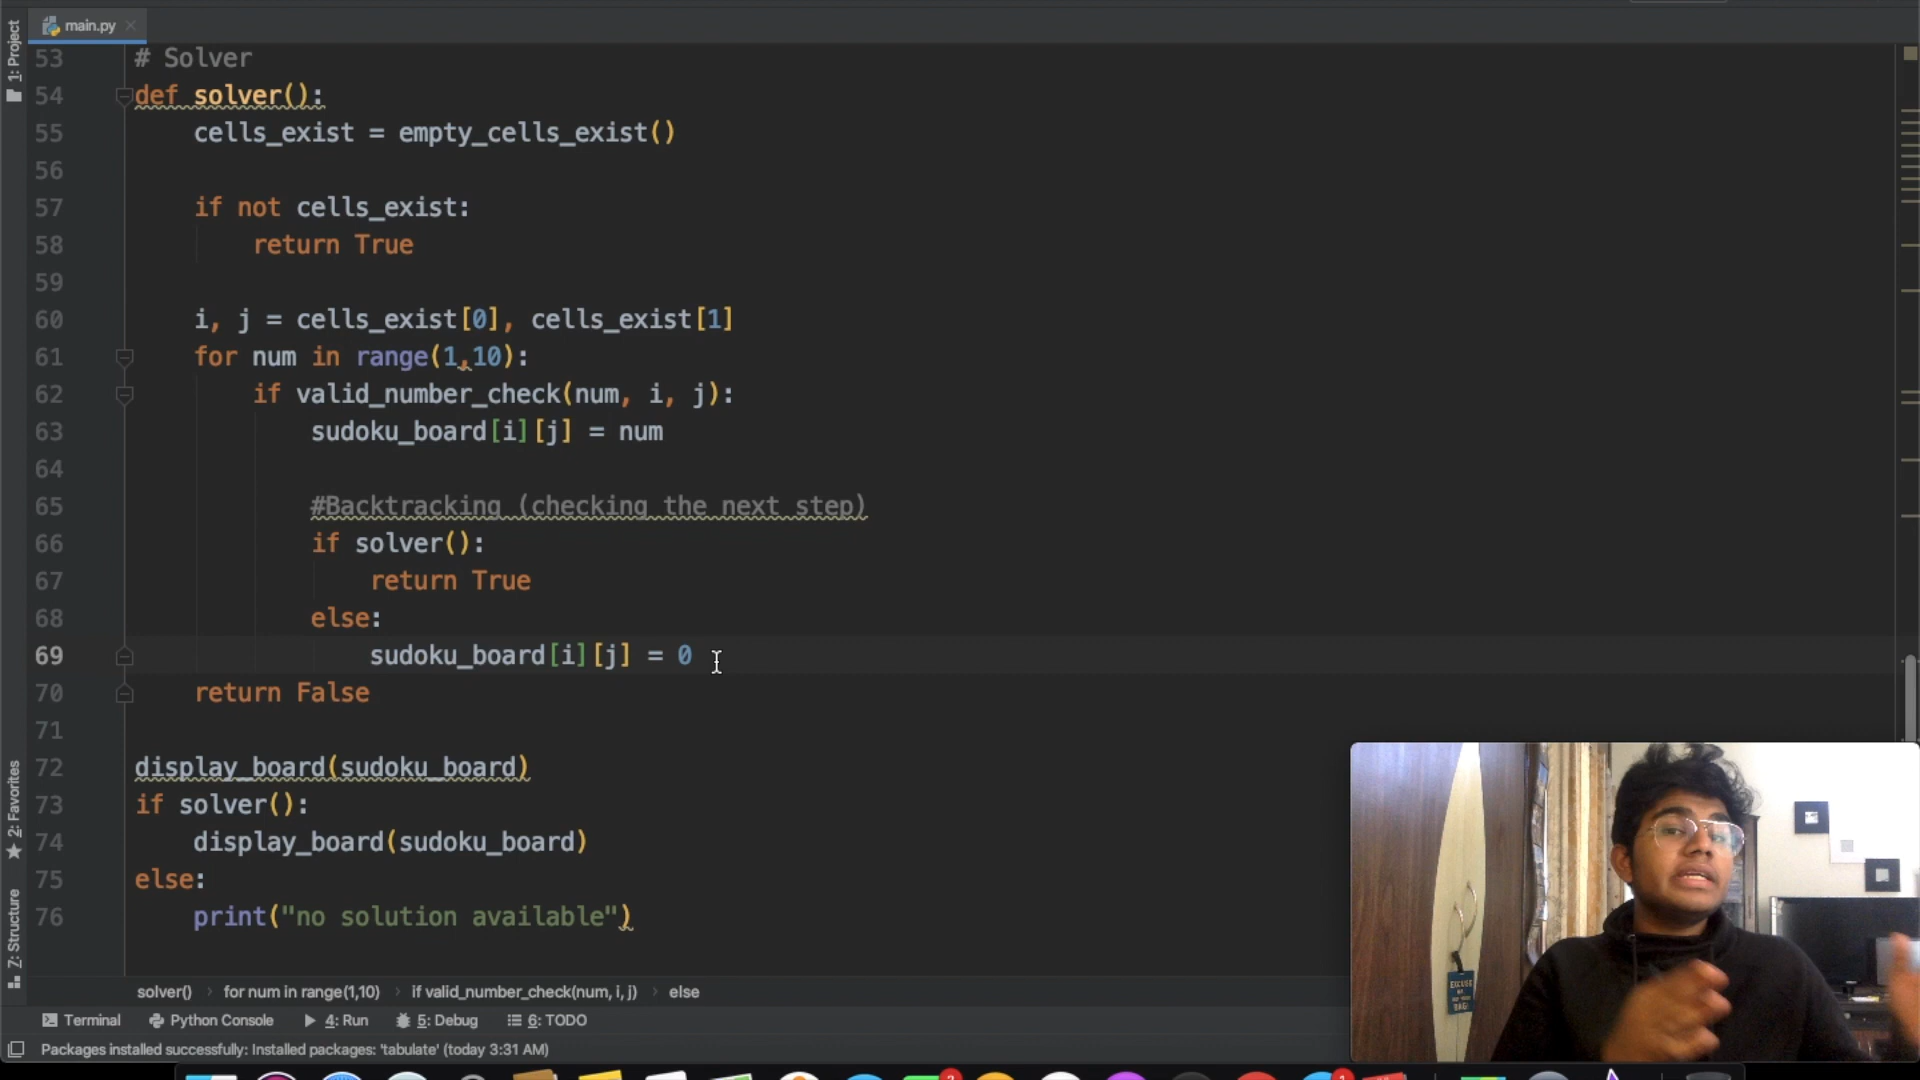 main.py
1: Project
53 # Solver
54 def solver():
55 cells_exist = empty_cells_exist()
56
57 if not cells_exist:
58 return True
59
60 i, j = cells_exist[0], cells_exist[1]
61 for num in range(1,10):
62 if valid_number_check(num, i, j):
63 sudoku_board[i][j] = num
64
65 #Backtracking (checking the next step)
66 if solver():
67 return True
68 else:
69 sudoku_board[i][j] = 0
70 return False
71
72 display_board(sudoku_board)
73 if solver():
74 display_board(sudoku_board)
75 else:
76 print("no solution available")
2: Favorites
Z: Structure
solver() › for num in range(1,10) › if valid_number_check(num, i, j) › else
Terminal Python Console 4: Run 5: Debug 6: TODO
Packages installed successfully: Installed packages: 'tabulate' (today 3:31 AM)